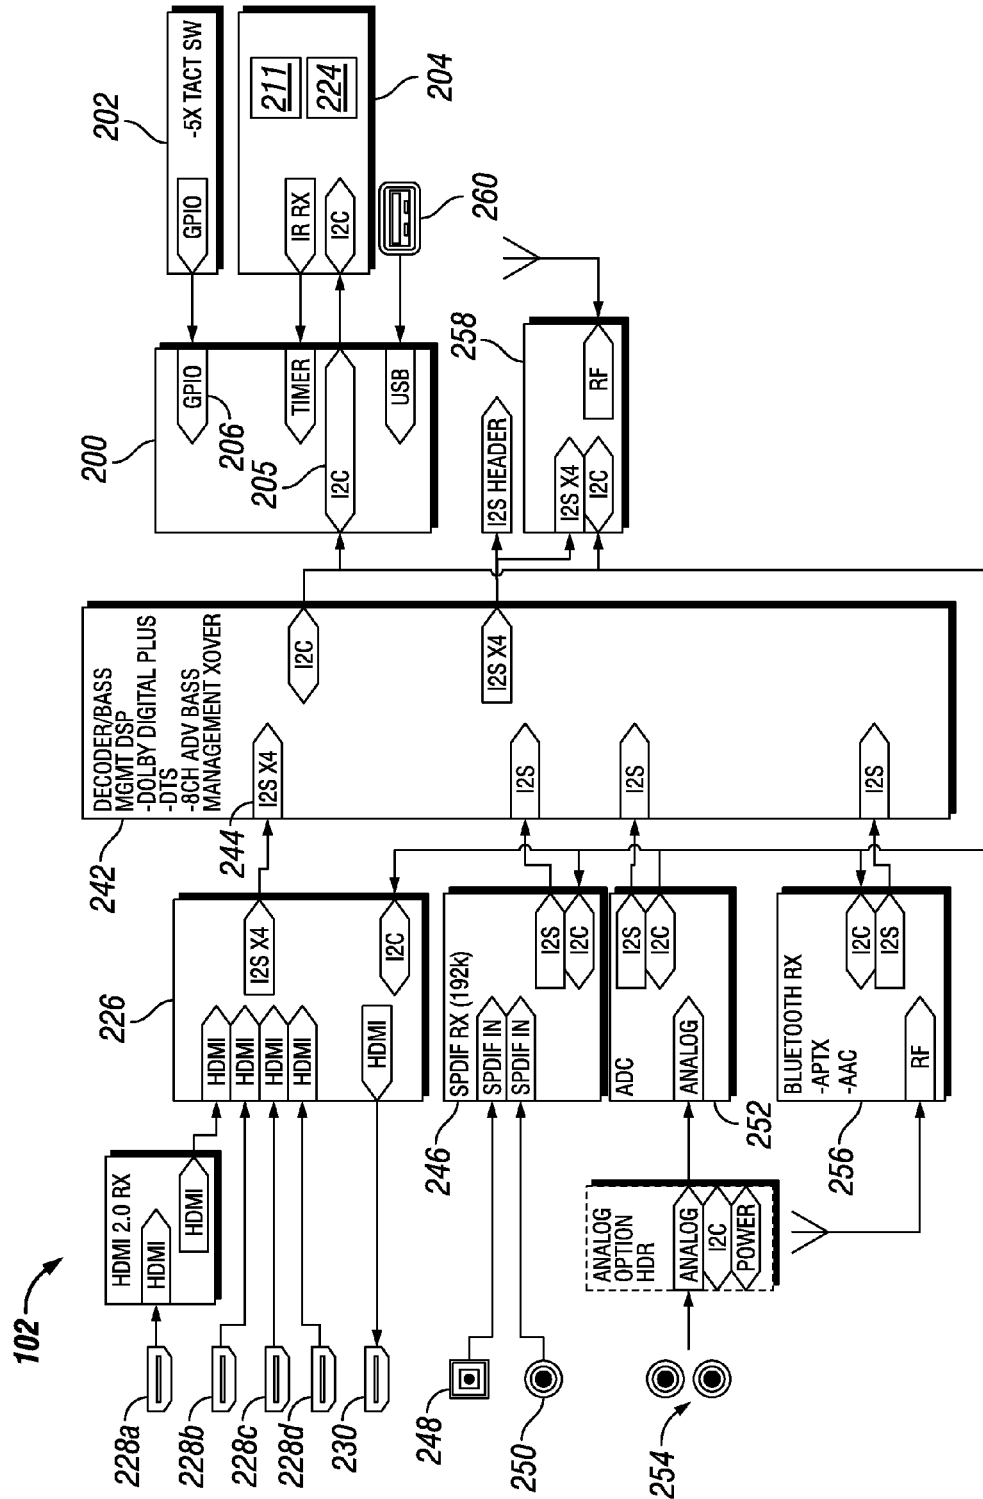 102
228a
228b
228c
228d
230
248
250
254
HDMI 2.0 RX
HDMI
HDMI
ANALOG
OPTION
HDR
ANALOG
I2C
POWER
226
HDMI
HDMI
HDMI
HDMI
HDMI
I2S X4
I2C
246
SPDIF RX (192k)
SPDIF IN
SPDIF IN
I2S
I2C
ADC
ANALOG
I2S
I2C
252
256
BLUETOOTH RX
-APTX
-AAC
RF
I2C
I2S
242
DECODER/BASS
MGMT DSP
-DOLBY DIGITAL PLUS
-DTS
-8CH ADV BASS
MANAGEMENT XOVER
244
I2S X4
I2S
I2S
I2S
I2C
I2S X4
200
GPIO
206
TIMER
205
I2C
USB
I2S HEADER
258
I2S X4
I2C
RF
202
-5X TACT SW
GPIO
204
211
224
IR RX
I2C
260